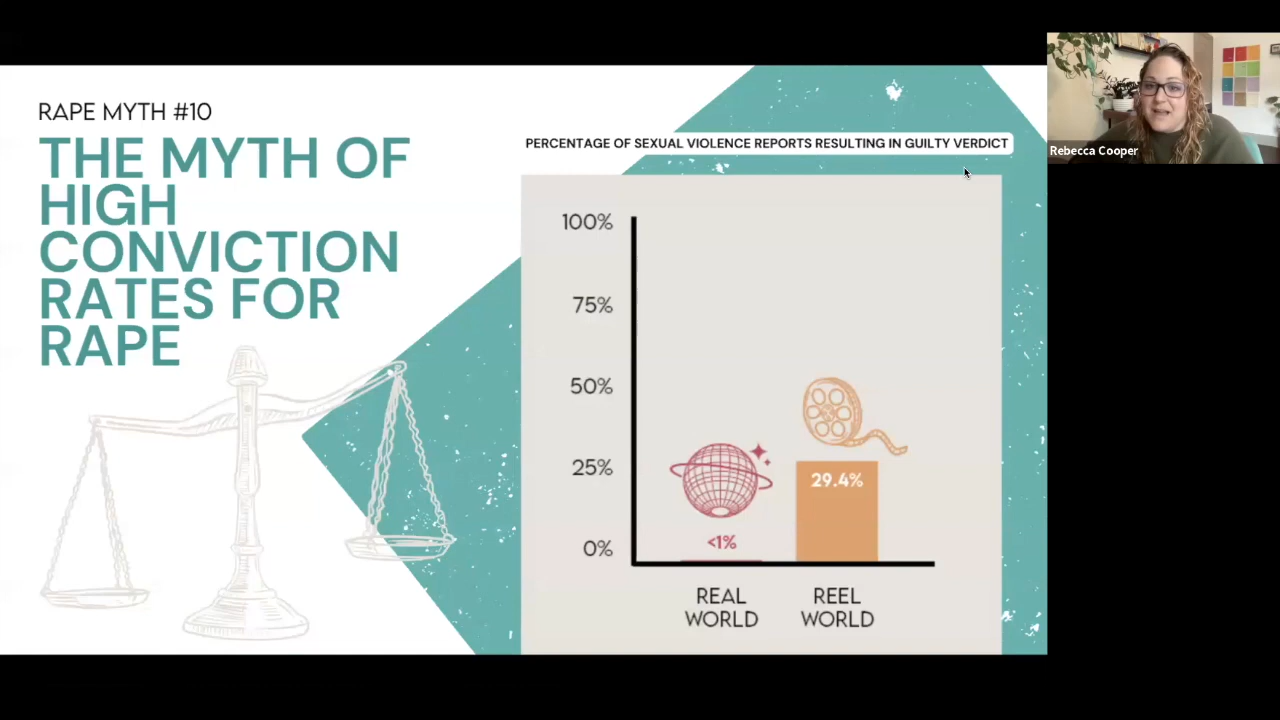 RAPE MYTH #10
THE MYTH OF
HIGH
CONVICTION
RATES FOR
RAPE
PERCENTAGE OF SEXUAL VIOLENCE REPORTS RESULTING IN GUILTY VERDICT
100%
75%
50%
25%
0%
<1%
29.4%
REAL
WORLD
REEL
WORLD
Rebecca Cooper